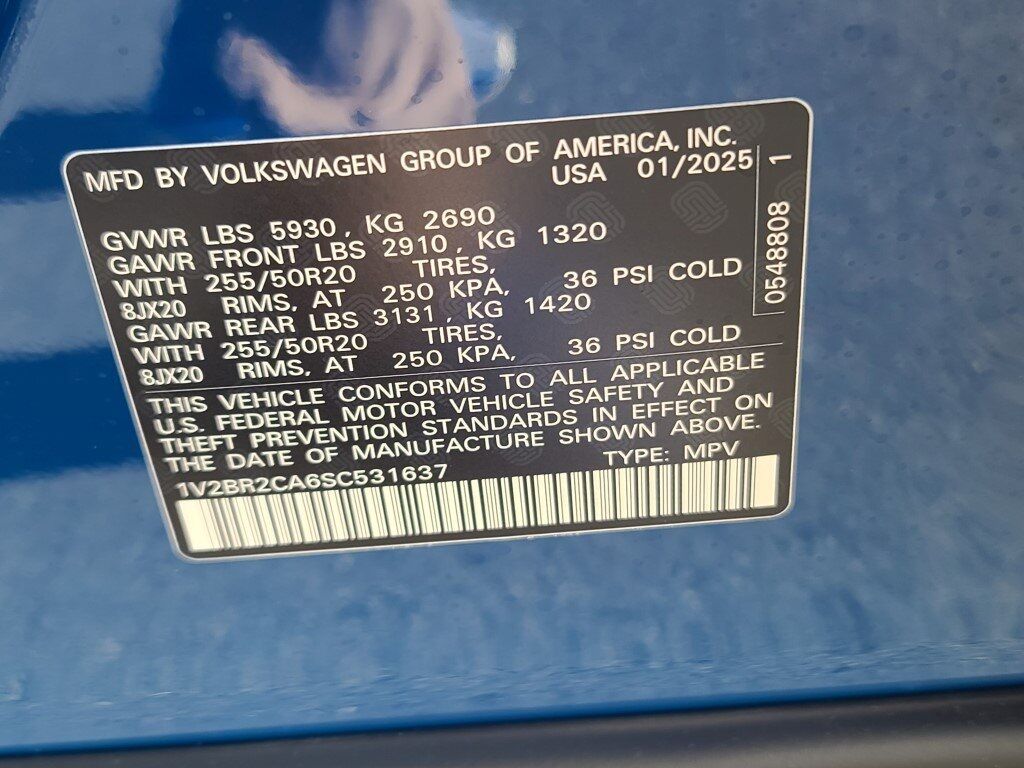 MFD BY VOLKSWAGEN GROUP OF AMERICA, INC.
USA 01/2025
GVWR LBS 5930, KG 2690
GAWR FRONT LBS 2910, KG 1320
WITH 255/50R20 TIRES,
8JX20 RIMS, AT 250 KPA, 36 PSI COLD
GAWR REAR LBS 3131, KG 1420
WITH 255/50R20 TIRES,
8JX20 RIMS, AT 250 KPA, 36 PSI COLD
THIS VEHICLE CONFORMS TO ALL APPLICABLE
U.S. FEDERAL MOTOR VEHICLE SAFETY AND
THEFT PREVENTION STANDARDS IN EFFECT ON
THE DATE OF MANUFACTURE SHOWN ABOVE.
1V2BR2CA6SC531637 TYPE: MPV
0548808 1